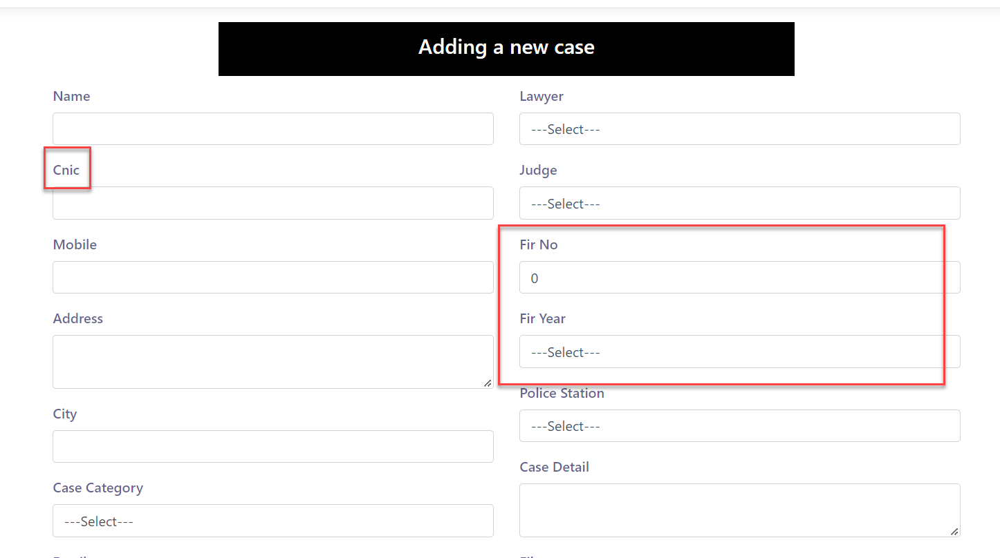 Adding a new case
Name
Cnic
Mobile
Address
City
Case Category
---Select---
Lawyer
---Select---
Judge
---Select---
Fir No
0
Fir Year
---Select---
Police Station
---Select---
Case Detail